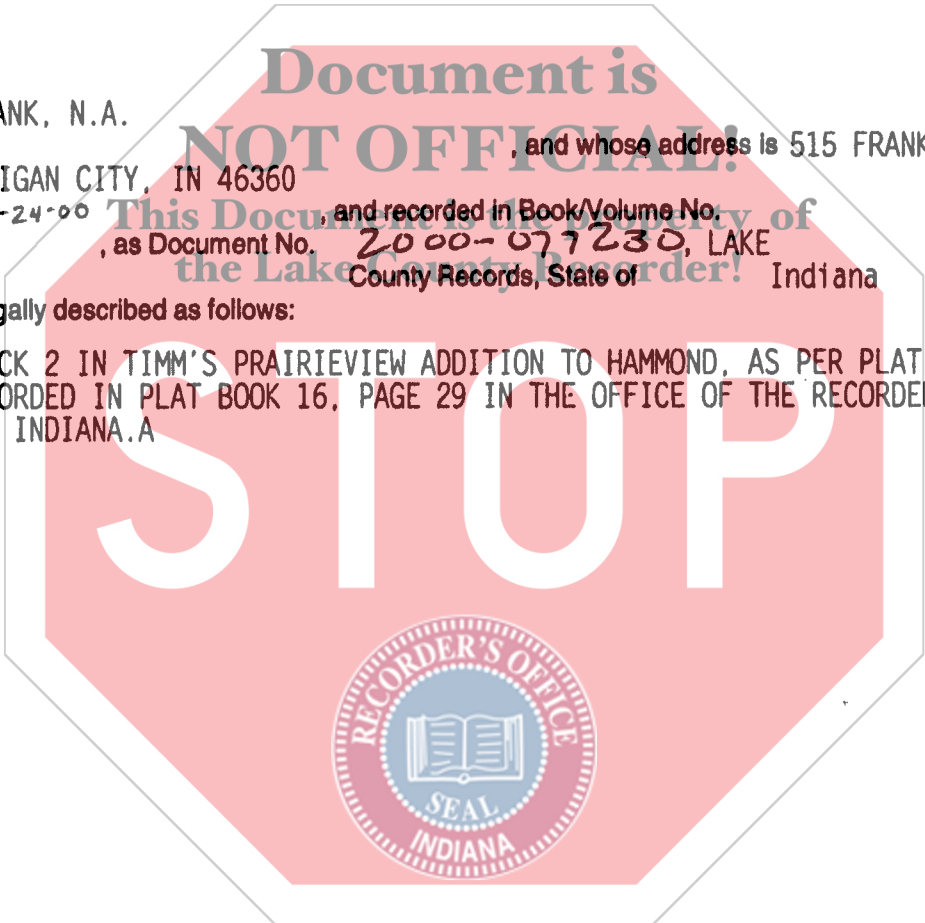 Document is
NOT OFFICIAL!
This Document is the property of
the Lake County Recorder!
STOP
ANK, N.A.
, and whose address is 515 FRANK
IGAN CITY, IN 46360
-24-00 , and recorded in Book/Volume No.
, as Document No. 2000-077230, LAKE
County Records, State of Indiana
gally described as follows:
CK 2 IN TIMM'S PRAIRIEVIEW ADDITION TO HAMMOND, AS PER PLAT
ORDED IN PLAT BOOK 16, PAGE 29 IN THE OFFICE OF THE RECORDER
INDIANA.A
RECORDER'S OFFICE
SEAL
INDIANA